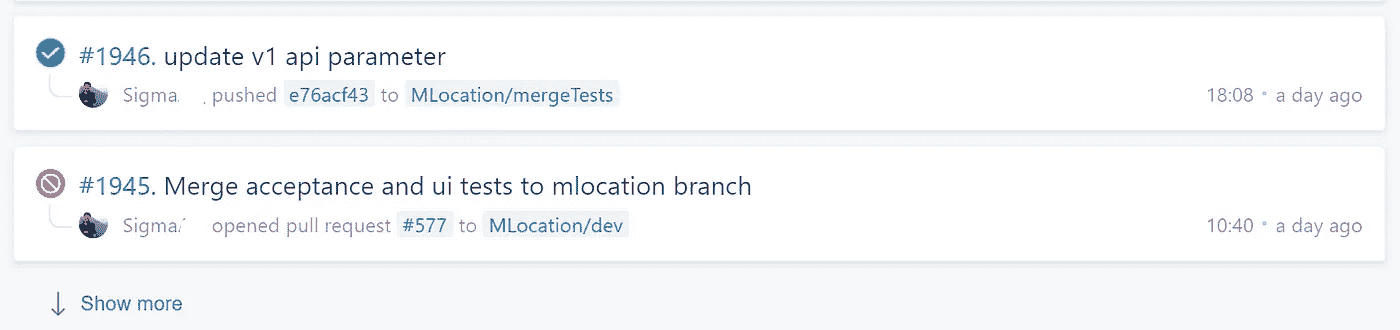 #1946. update v1 api parameter
Sigma pushed e76acf43 to MLocation/mergeTests
18:08 • a day ago
#1945. Merge acceptance and ui tests to mlocation branch
Sigma opened pull request #577 to MLocation/dev
10:40 • a day ago
↓ Show more